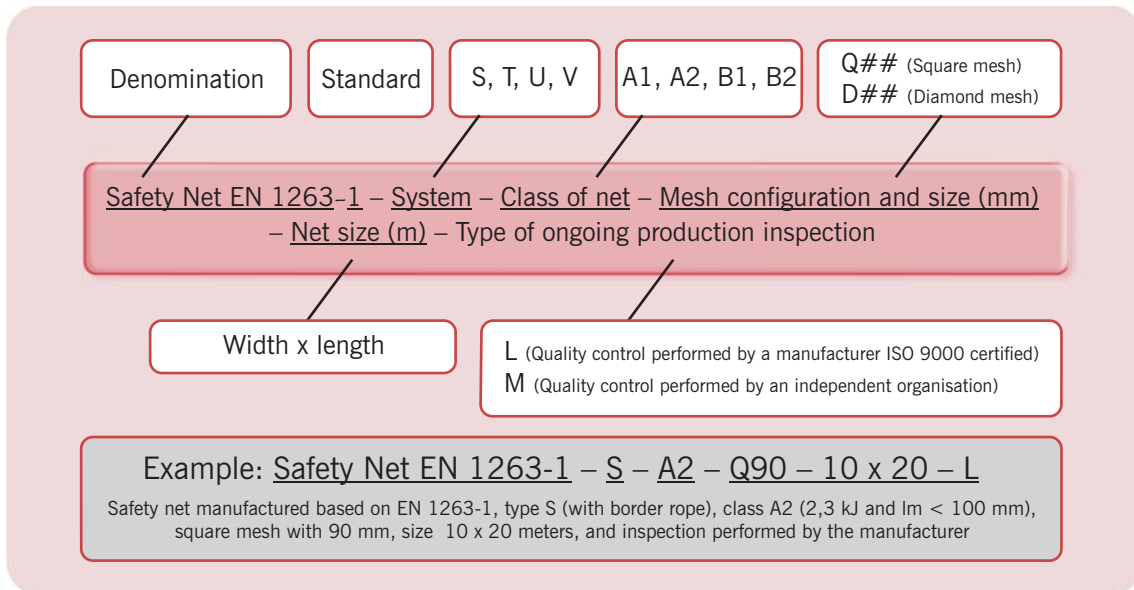 Denomination
Standard
S, T, U, V
A1, A2, B1, B2
Q## (Square mesh)
D## (Diamond mesh)
Safety Net EN 1263-1 – System – Class of net – Mesh configuration and size (mm)
– Net size (m) – Type of ongoing production inspection
Width x length
L (Quality control performed by a manufacturer ISO 9000 certified)
M (Quality control performed by an independent organisation)
Example: Safety Net EN 1263-1 – S – A2 – Q90 – 10 x 20 – L
Safety net manufactured based on EN 1263-1, type S (with border rope), class A2 (2,3 kJ and lm < 100 mm),
square mesh with 90 mm, size 10 x 20 meters, and inspection performed by the manufacturer